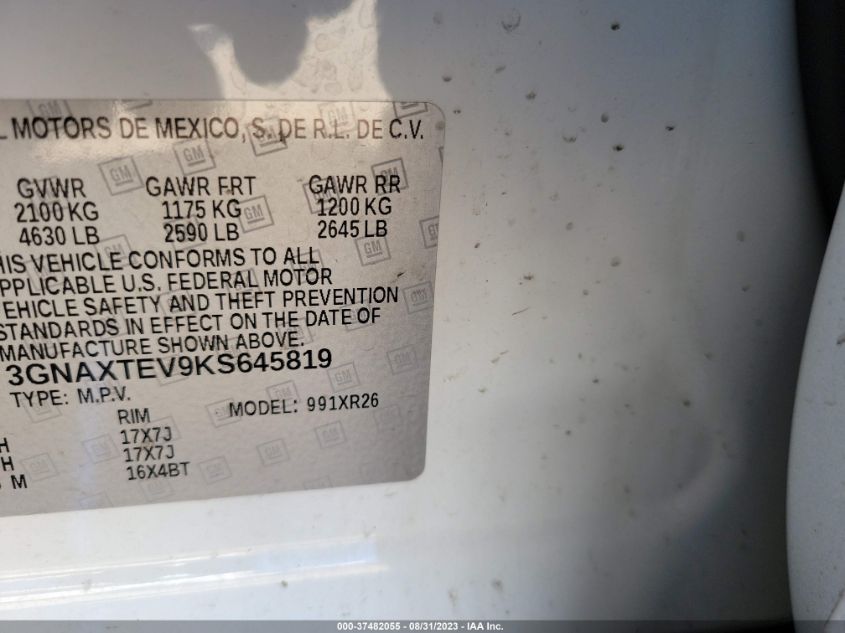 L MOTORS DE MEXICO, S. DE R.L. DE C.V.
GVWR GAWR FRT GAWR RR
2100 KG 1175 KG 1200 KG
4630 LB 2590 LB 2645 LB
HIS VEHICLE CONFORMS TO ALL
PPLICABLE U.S. FEDERAL MOTOR
EHICLE SAFETY AND THEFT PREVENTION
STANDARDS IN EFFECT ON THE DATE OF
MANUFACTURE SHOWN ABOVE.
3GNAXTEV9KS645819
TYPE: M.P.V.
RIM MODEL: 991XR26
H 17X7J
H 17X7J
M 16X4BT
GM
000-37482055 - 08/31/2023 - IAA Inc.